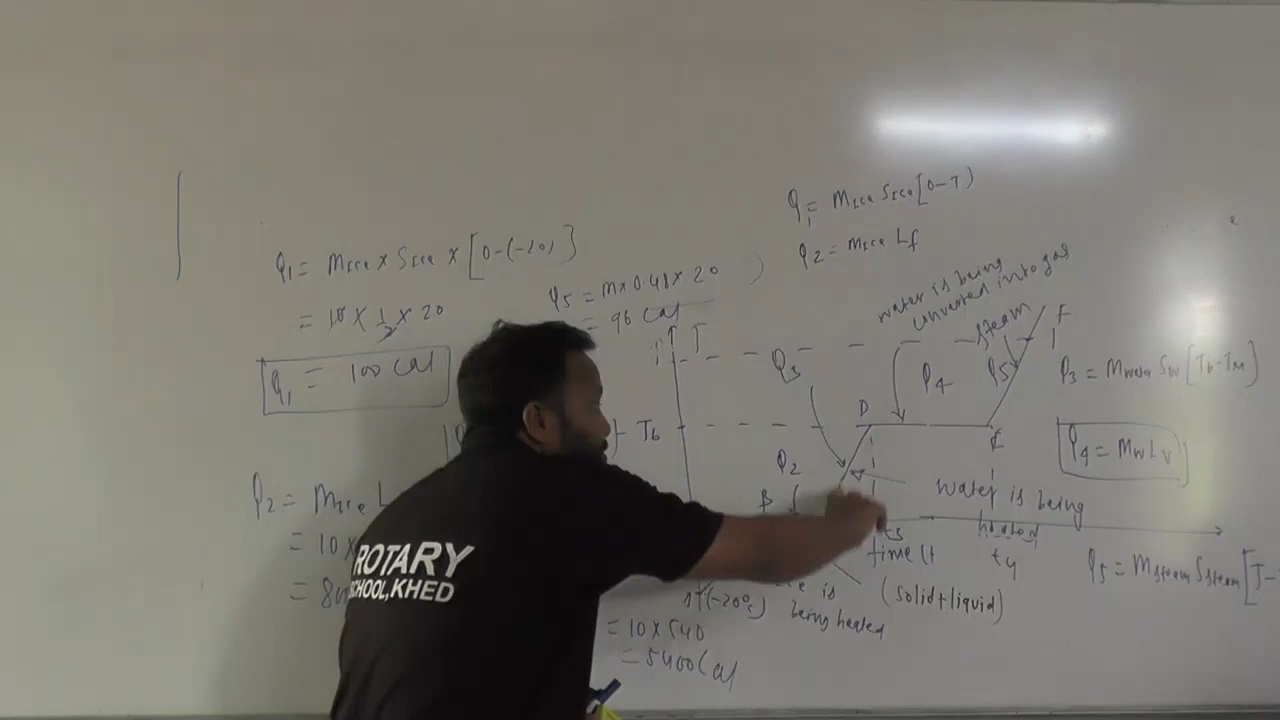 Q1 = Mice x Sice x [0-(-20)]
= 10 x 1/2 x 20
Q1 = 100 Cal
Q2 = Mice L
= 10 x
= 80
Q5 = m x 0.48 x 20
= 96 Cal
Q1 = Mice Sice [0-T)
Q2 = Mice Lf
water is being
converted into gas
steam
T
F
Q3
Q4
Q5
Q3 = Mwater Sw [Tb-Tm]
D
E
Tb
Q4 = Mw Lv
Q2
B
water is being
heated
t3
time (t
t4
Q5 = Msteam Ssteam [T-
(-20°c)
is
being heated
(solid+liquid)
= 10 x 540
= 5400 Cal
ROTARY
SCHOOL, KHED